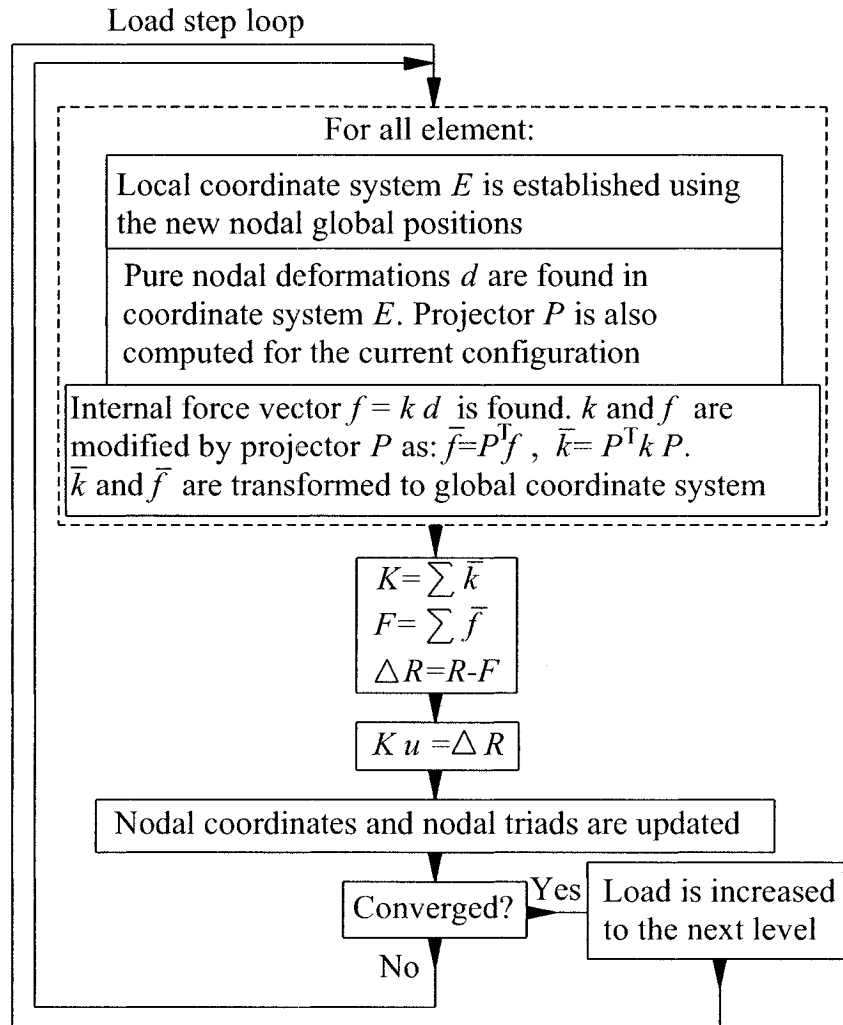 Load step loop
For all element:
Local coordinate system E is established using
the new nodal global positions
Pure nodal deformations d are found in
coordinate system E. Projector P is also
computed for the current configuration
Internal force vector f = k d is found. k and f are
modified by projector P as: f̅=Pᵀf , k̅= Pᵀk P.
k̅ and f̅ are transformed to global coordinate system
K=∑ k̅
F=∑ f̅
△R=R-F
K u =△ R
Nodal coordinates and nodal triads are updated
Converged?
Yes
Load is increased
to the next level
No